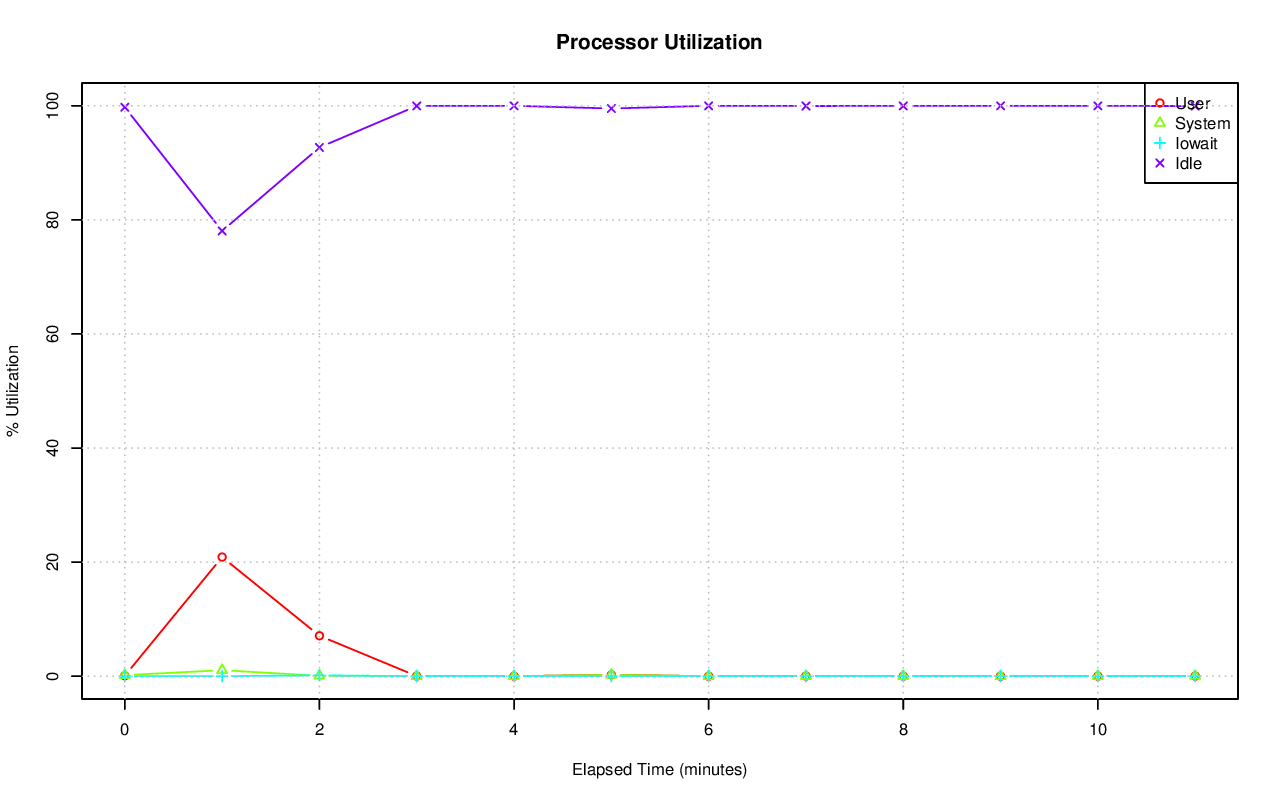 Processor Utilization
100
80
60
40
20
0
% Utilization
User
System
Iowait
Idle
0 2 4 6 8 10
Elapsed Time (minutes)